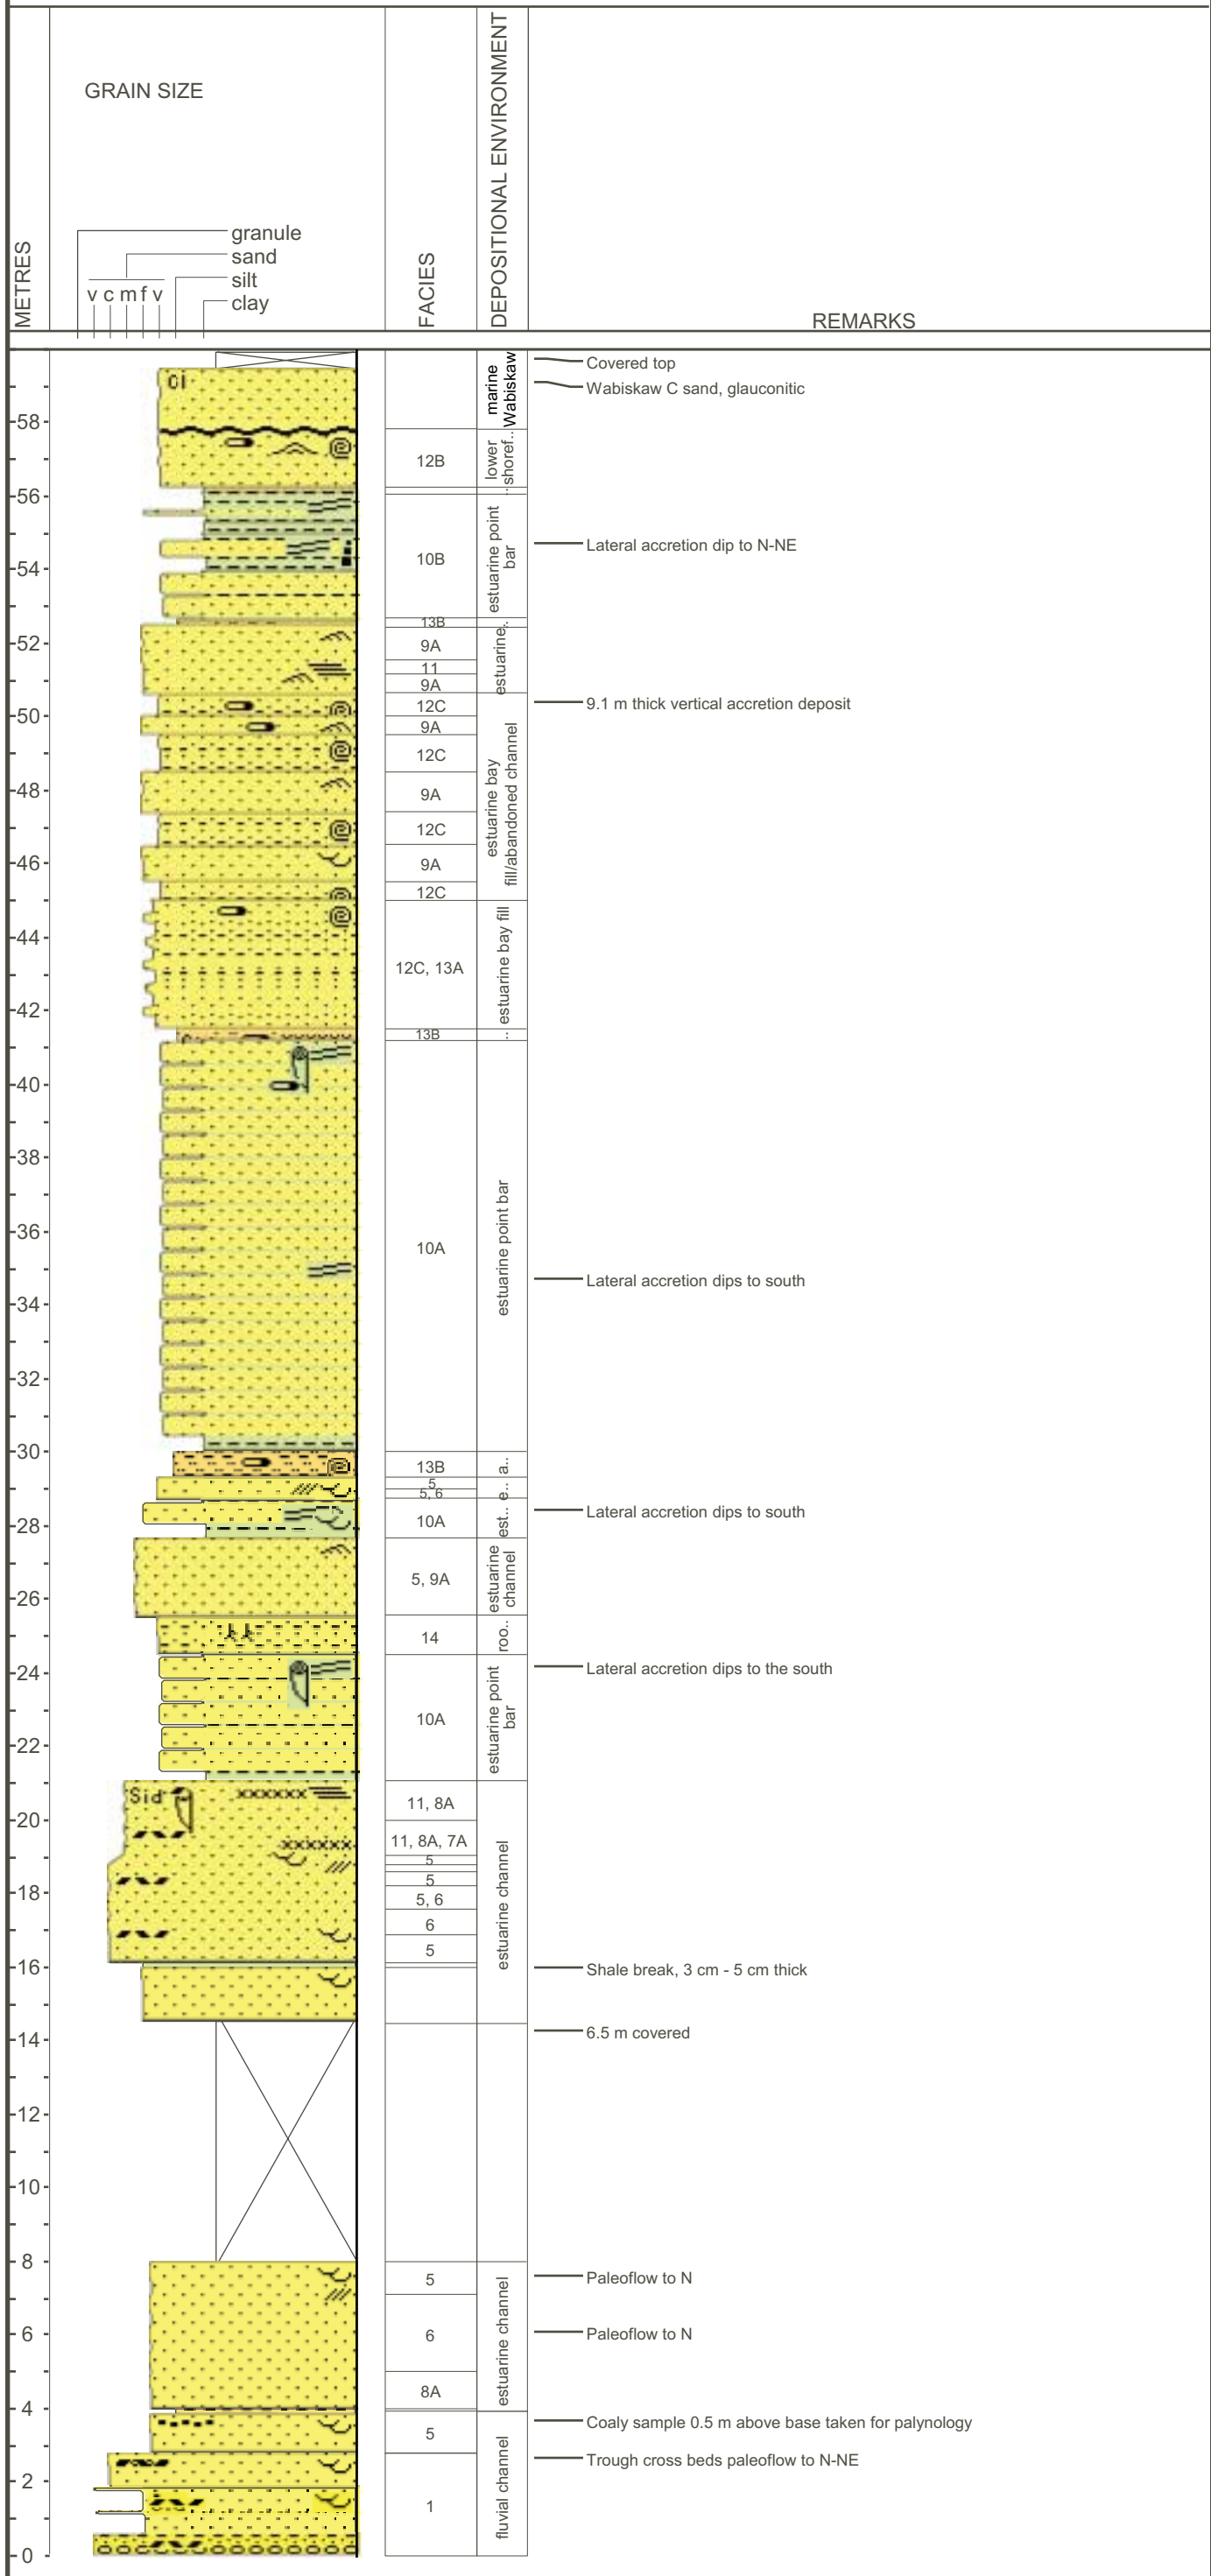 GRAIN SIZE
METRES
granule
sand
silt
clay
v c m f v
FACIES
DEPOSITIONAL ENVIRONMENT
REMARKS
Covered top
Gl
marine
Wabiskaw
Wabiskaw C sand, glauconitic
58
12B
lower
shoref..
56
..
10B
estuarine point
bar
Lateral accretion dip to N-NE
54
13B
52
9A
estuarine..
11
9A
50
12C
9.1 m thick vertical accretion deposit
9A
12C
48
9A
estuarine bay
fill/abandoned channel
12C
46
9A
12C
44
12C, 13A
estuarine bay fill
42
13B
..
40
38
36
10A
estuarine point bar
Lateral accretion dips to south
34
32
30
13B
a..
5
5, 6
e..
28
10A
est..
Lateral accretion dips to south
5, 9A
estuarine
channel
26
14
roo..
24
Lateral accretion dips to the south
10A
estuarine point
bar
22
Sid
11, 8A
20
11, 8A, 7A
5
5
18
5, 6
6
5
estuarine channel
16
Shale break, 3 cm - 5 cm thick
14
6.5 m covered
12
10
8
5
Paleoflow to N
6
6
Paleoflow to N
estuarine channel
8A
4
5
Coaly sample 0.5 m above base taken for palynology
Trough cross beds paleoflow to N-NE
2
1
fluvial channel
0